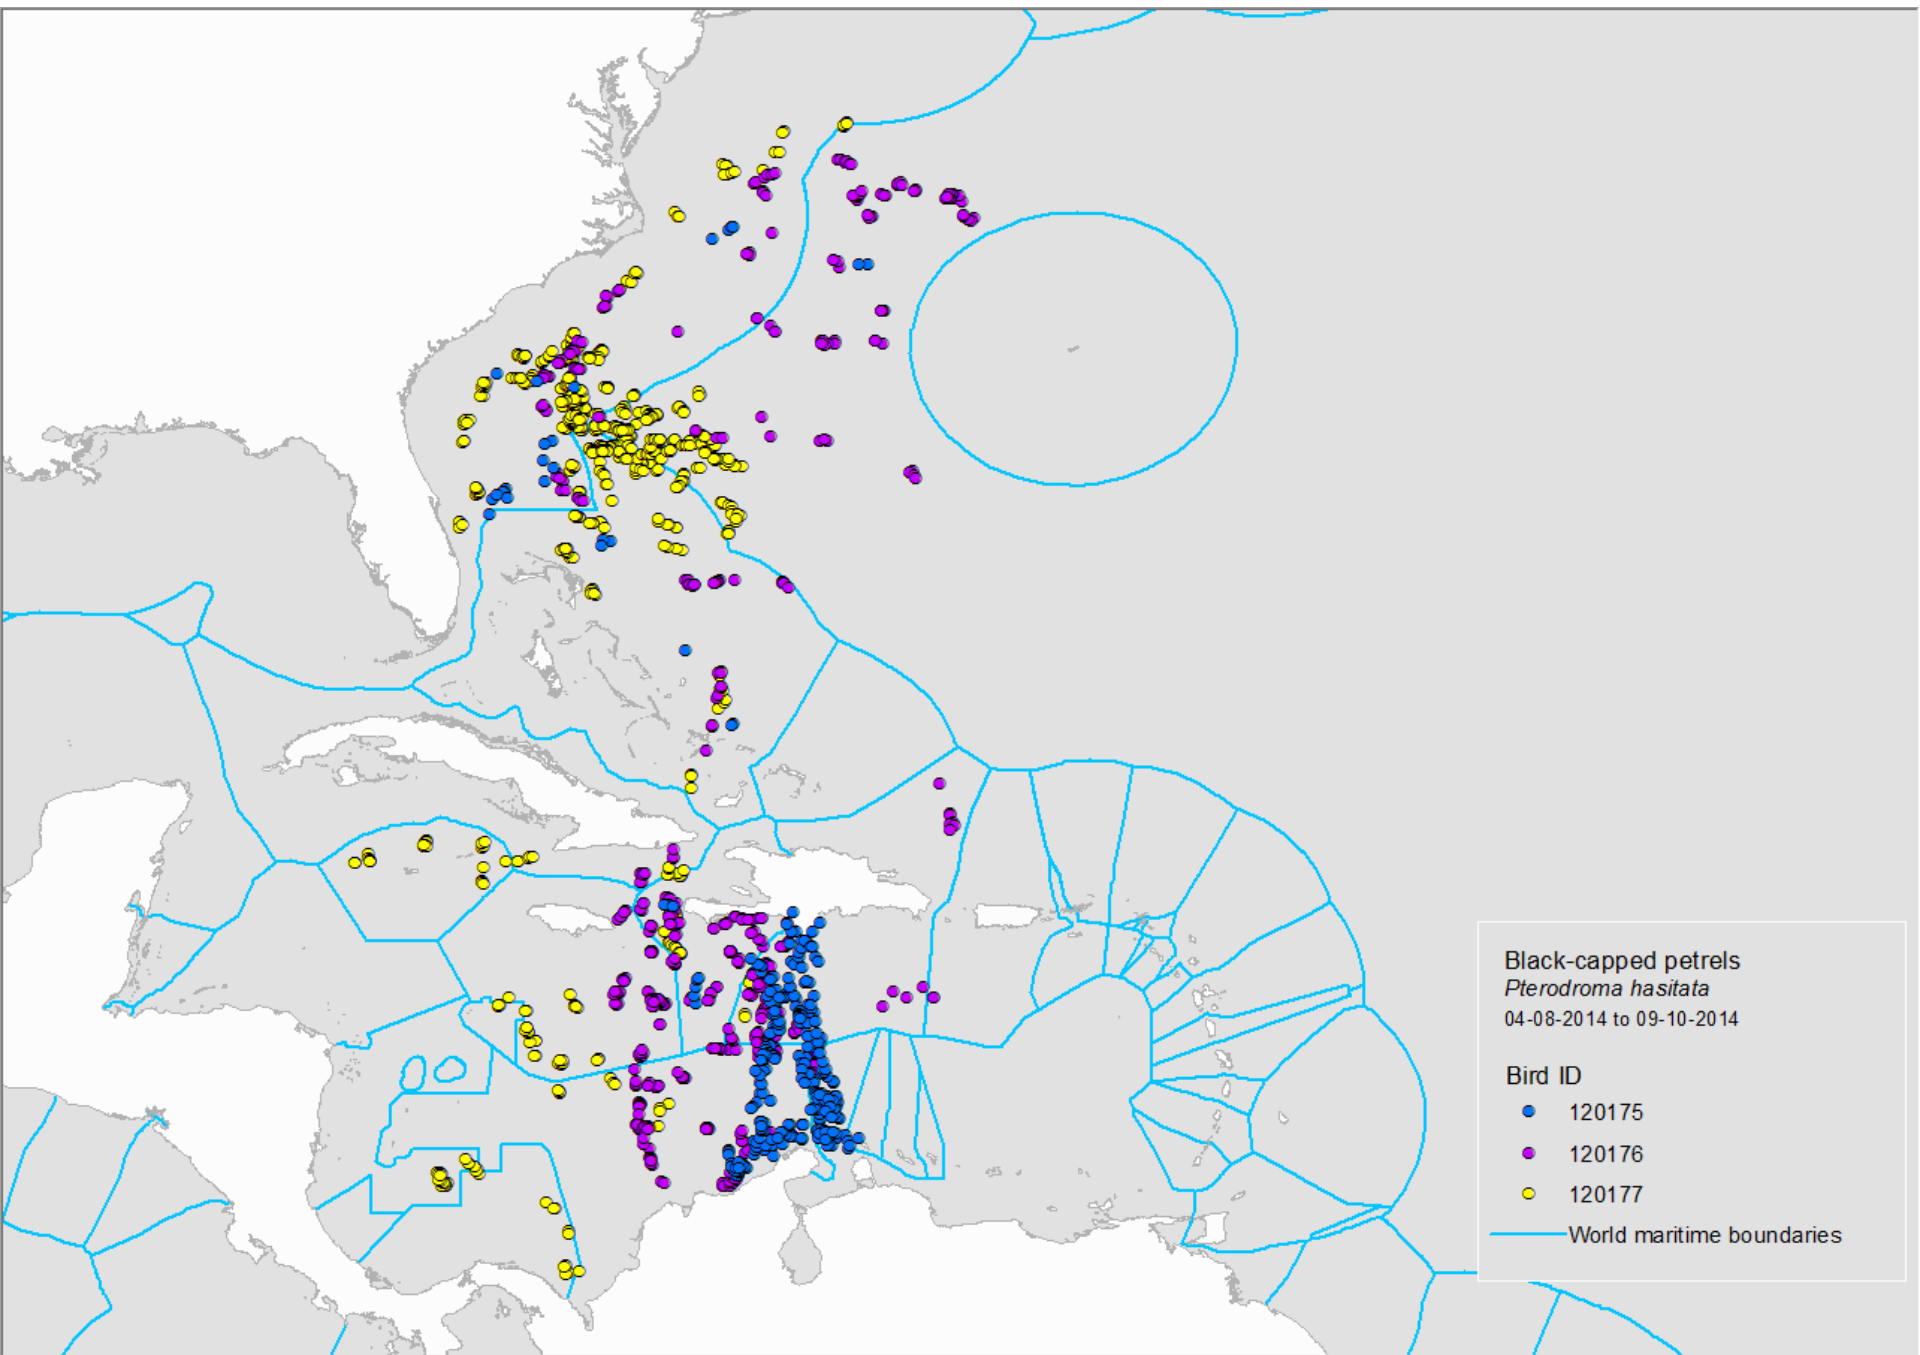 Black-capped petrels
Pterodroma hasitata
04-08-2014 to 09-10-2014
Bird ID
120175
120176
120177
World maritime boundaries